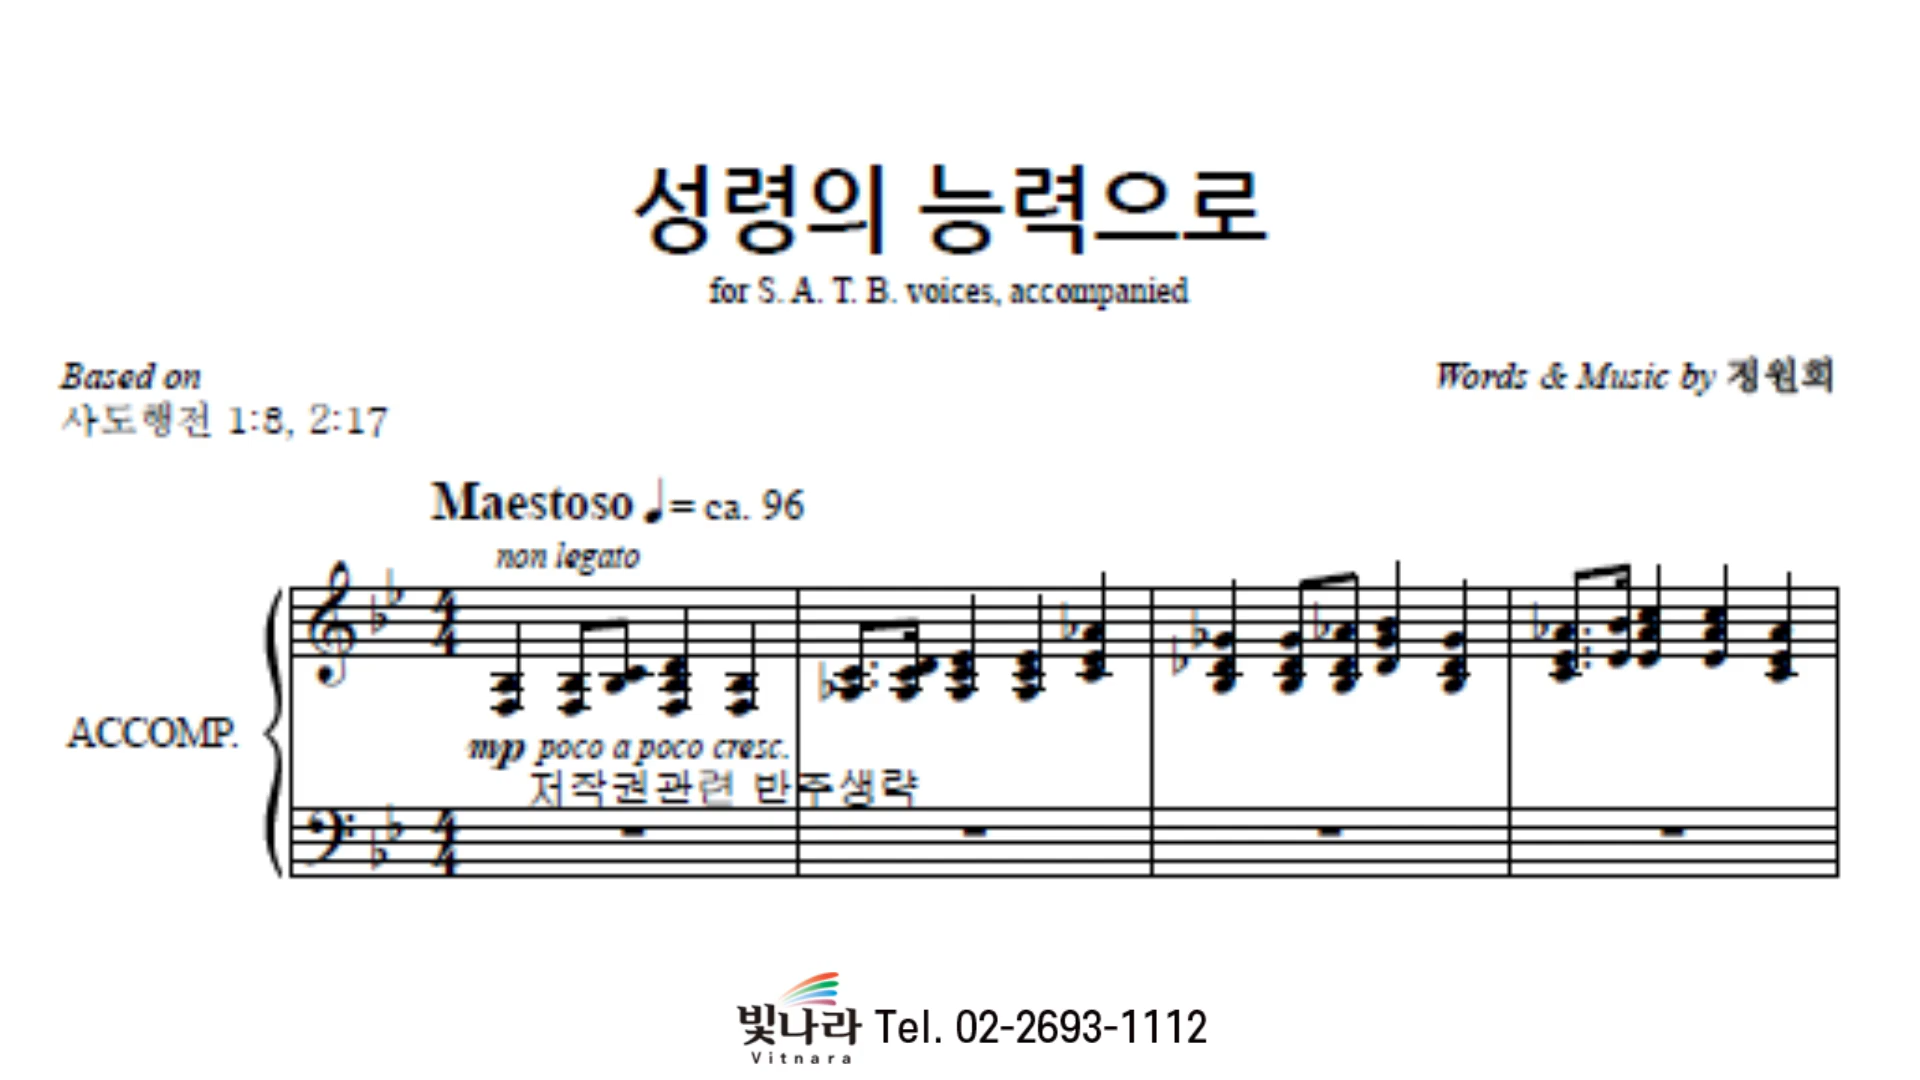 성령의 능력으로
for S. A. T. B. voices, accompanied
Based on
사도행전 1:8, 2:17
Words & Music by 정원희
Maestoso ♩= ca. 96
non legato
ACCOMP.
mp poco a poco cresc.
저작권관련 반주생략
빛나라 Tel. 02-2693-1112
Vitnara